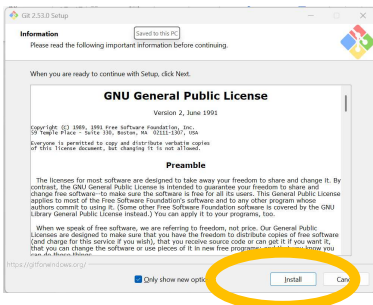 Git 2.53.0 Setup
Information
Saved to this PC
Please read the following important information before continuing.
When you are ready to continue with Setup, click Next.
GNU General Public License
Version 2, June 1991
Copyright (C) 1989, 1991 Free Software Foundation, Inc.
59 Temple Place - Suite 330, Boston, MA  02111-1307, USA
Everyone is permitted to copy and distribute verbatim copies
of this license document, but changing it is not allowed.
Preamble
The licenses for most software are designed to take away your freedom to share and change it. By
contrast, the GNU General Public License is intended to guarantee your freedom to share and
change free software--to make sure the software is free for all its users. This General Public License
applies to most of the Free Software Foundation's software and to any other program whose
authors commit to using it. (Some other Free Software Foundation software is covered by the GNU
Library General Public License instead.) You can apply it to your programs, too.
When we speak of free software, we are referring to freedom, not price. Our General Public
Licenses are designed to make sure that you have the freedom to distribute copies of free software
(and charge for this service if you wish), that you receive source code or can get it if you want it,
that you can change the software or use pieces of it in new free programs; and that you know you
can do these things.
https://gitforwindows.org/
Only show new opti
Install
Canc